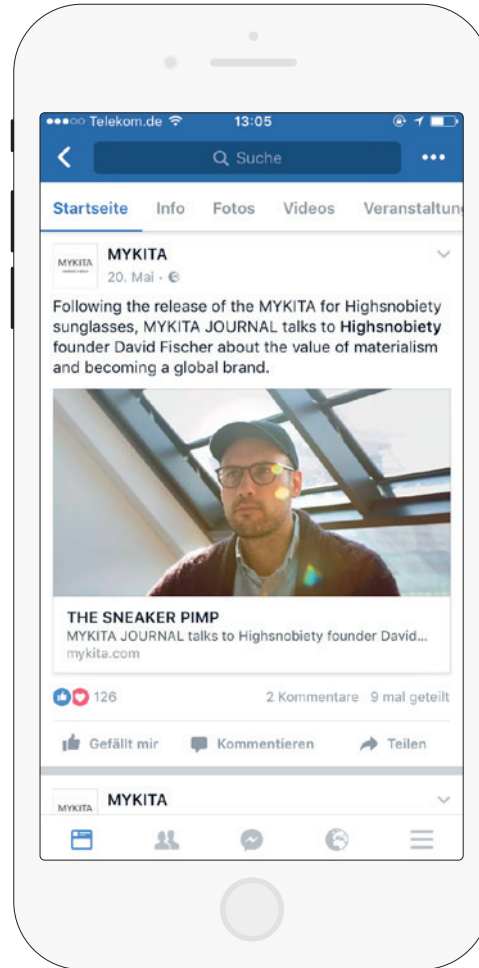 Telekom.de 13:05
Suche
Startseite Info Fotos Videos Veranstaltun
MYKITA
MYKITA
20. Mai
Following the release of the MYKITA for Highsnobiety
sunglasses, MYKITA JOURNAL talks to Highsnobiety
founder David Fischer about the value of materialism
and becoming a global brand.
THE SNEAKER PIMP
MYKITA JOURNAL talks to Highsnobiety founder David...
mykita.com
126 2 Kommentare 9 mal geteilt
Gefällt mir Kommentieren Teilen
MYKITA
MYKITA